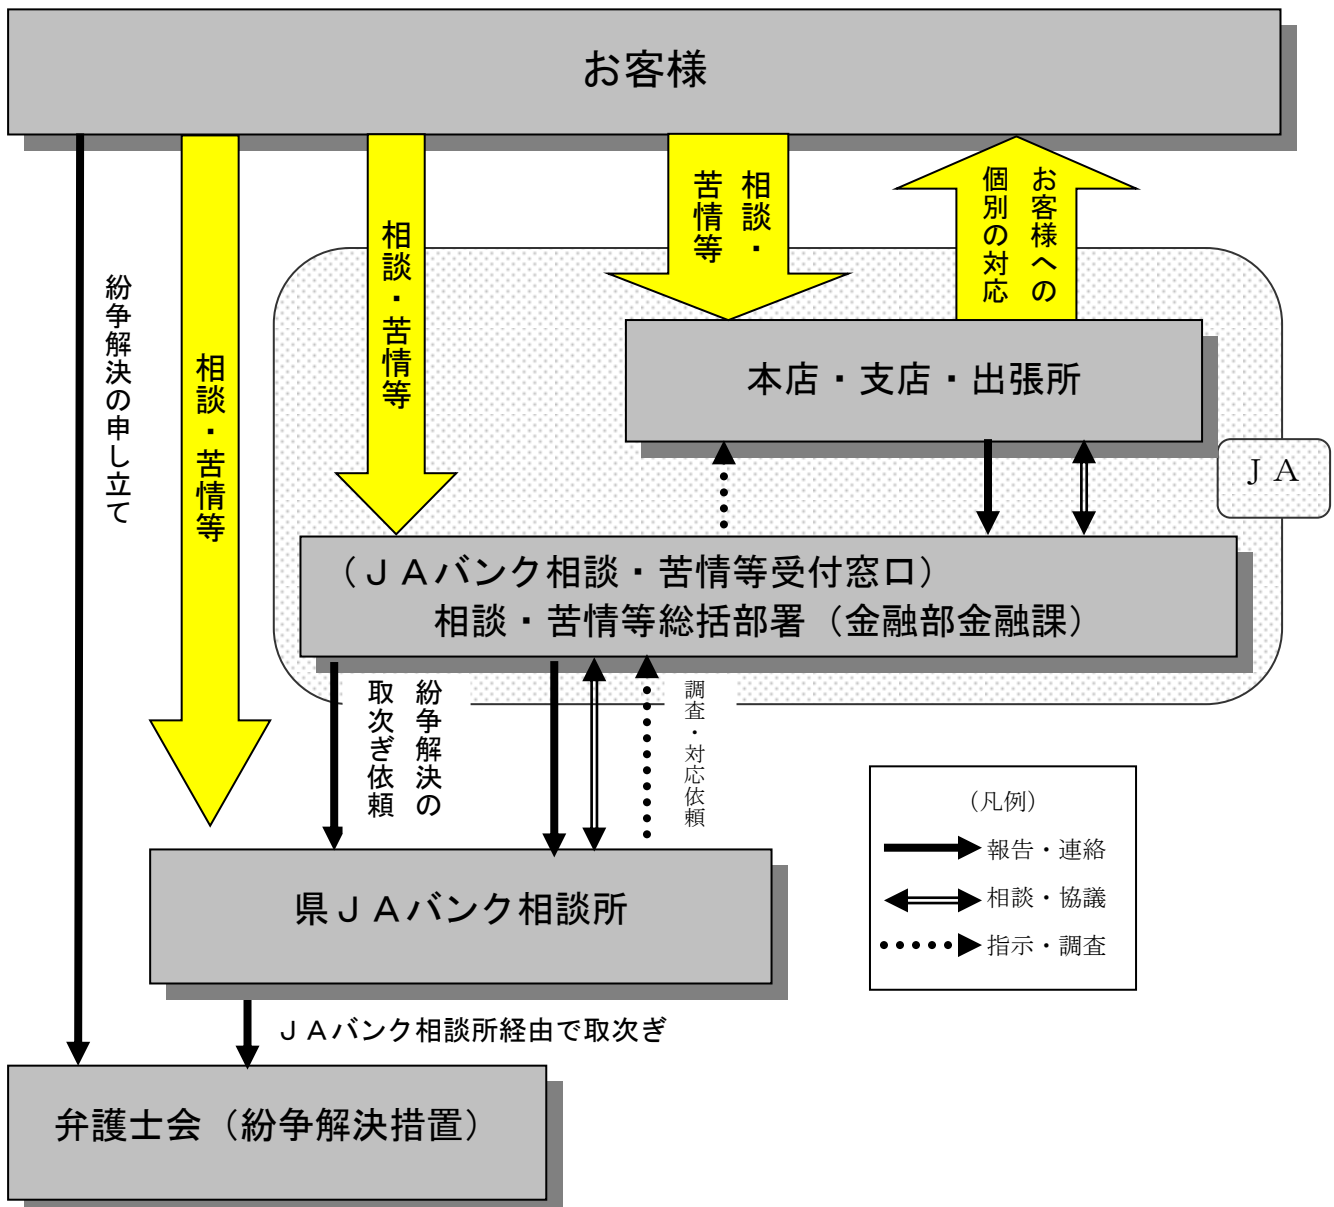 お客様
紛争解決の申し立て
相談・苦情等
相談・苦情等
相談・
苦情等
お客様への
個別の対応
本店・支店・出張所
ＪＡ
（ＪＡバンク相談・苦情等受付窓口）
相談・苦情等総括部署（金融部金融課）
紛争解決の
取次ぎ依頼
調査・対応依頼
（凡例）
報告・連絡
相談・協議
指示・調査
県ＪＡバンク相談所
ＪＡバンク相談所経由で取次ぎ
弁護士会（紛争解決措置）